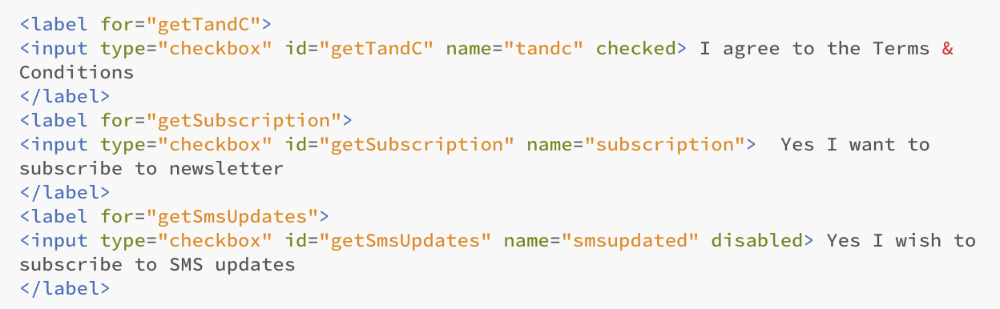 <label for="getTandC">
<input type="checkbox" id="getTandC" name="tandc" checked> I agree to the Terms &
Conditions
</label>
<label for="getSubscription">
<input type="checkbox" id="getSubscription" name="subscription">  Yes I want to
subscribe to newsletter
</label>
<label for="getSmsUpdates">
<input type="checkbox" id="getSmsUpdates" name="smsupdated" disabled> Yes I wish to
subscribe to SMS updates
</label>